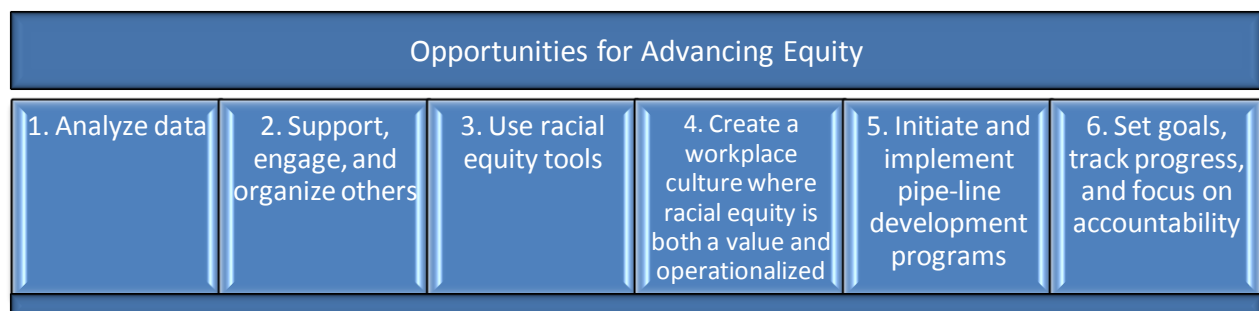 Opportunities for Advancing Equity
1. Analyze data
2. Support,
engage, and
organize others
3. Use racial
equity tools
4. Create a
workplace
culture where
racial equity is
both a value and
operationalized
5. Initiate and
implement
pipe-line
development
programs
6. Set goals,
track progress,
and focus on
accountability